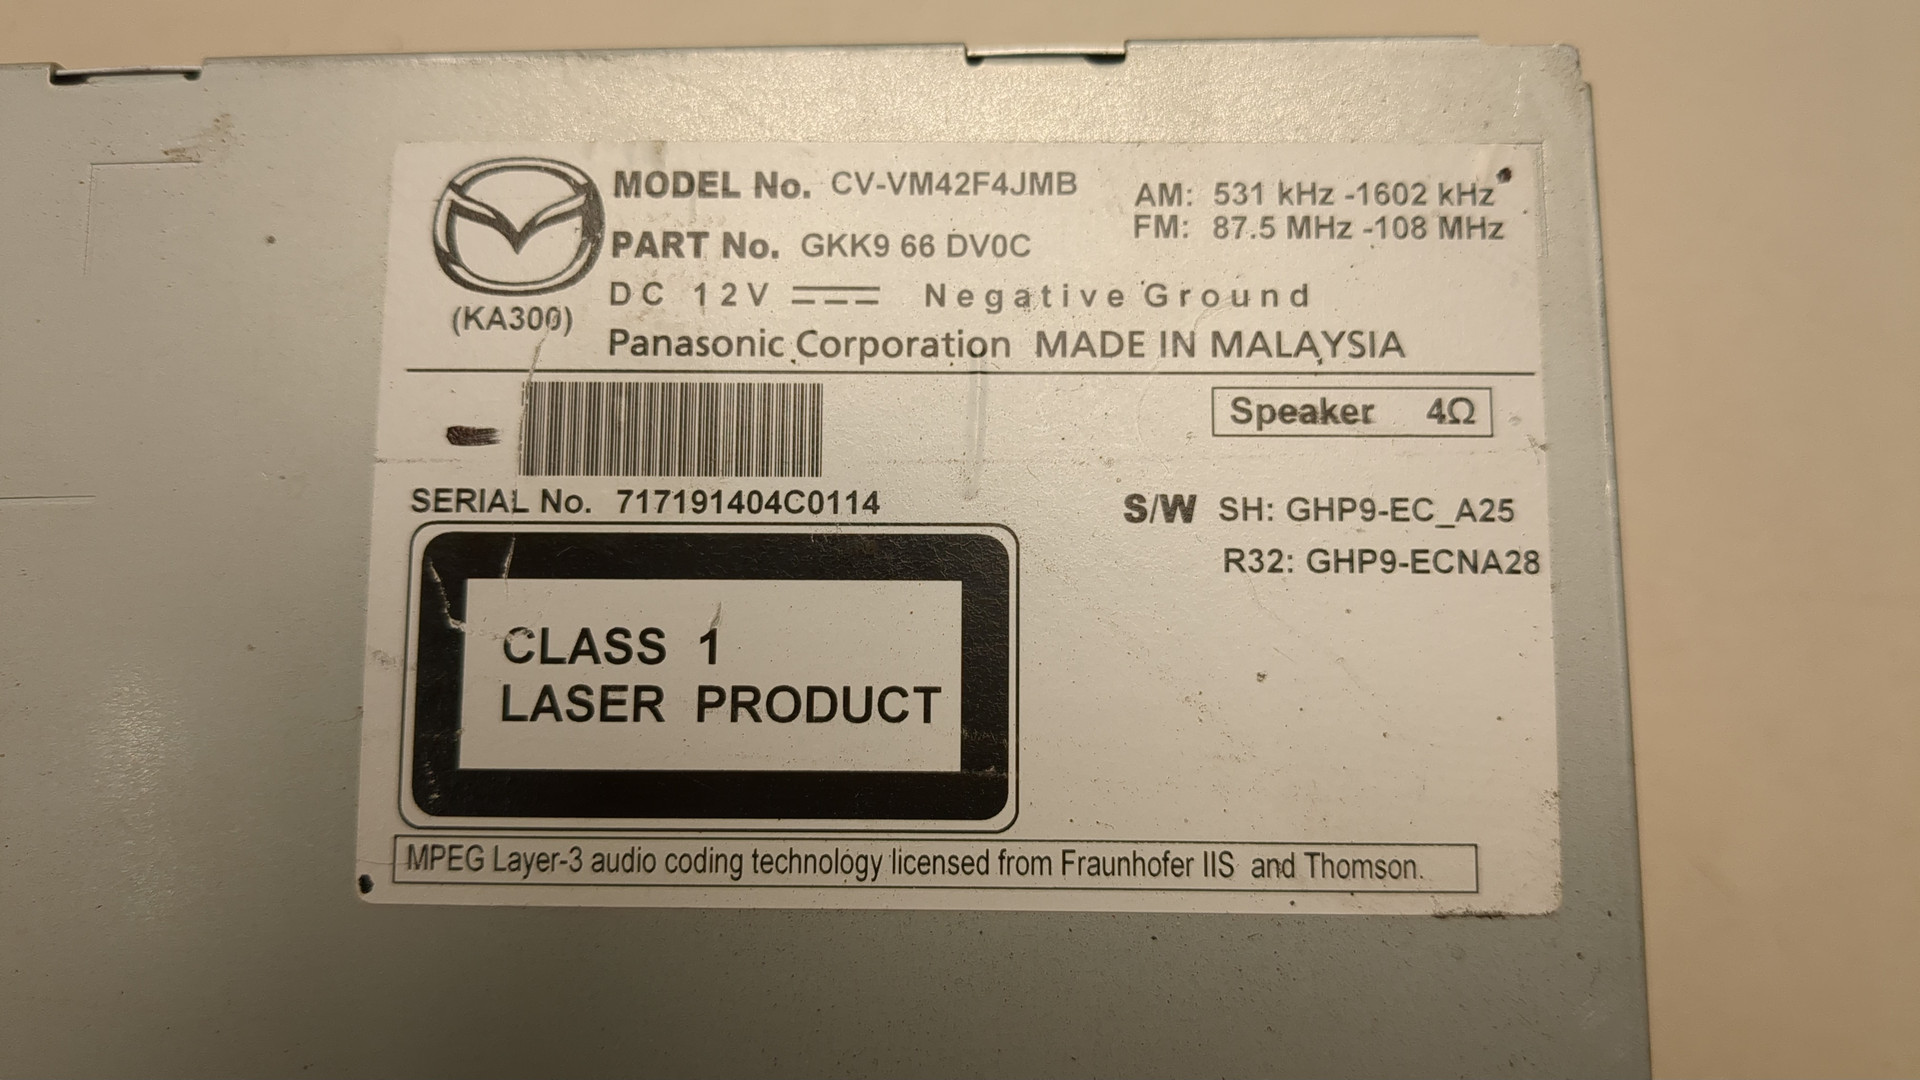 MODEL No. CV-VM42F4JMB
AM: 531 kHz -1602 kHz
PART No. GKK9 66 DV0C
FM: 87.5 MHz -108 MHz
DC 12V Negative Ground
(KA300)
Panasonic Corporation MADE IN MALAYSIA
Speaker 4Ω
SERIAL No. 717191404C0114
S/W SH: GHP9-EC_A25
R32: GHP9-ECNA28
CLASS 1
LASER PRODUCT
MPEG Layer-3 audio coding technology licensed from Fraunhofer IIS and Thomson.